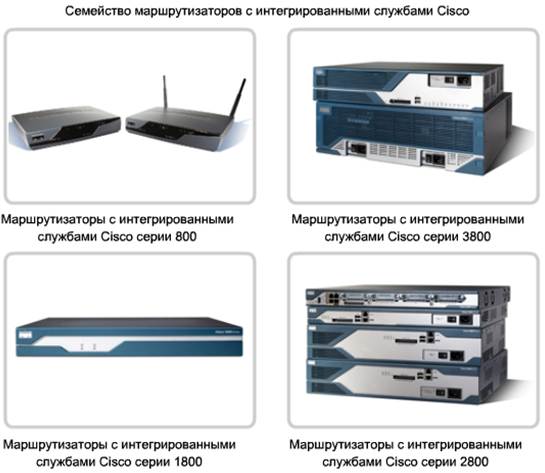 Семейство маршрутизаторов с интегрированными службами Cisco
Маршрутизаторы с интегрированными
службами Cisco серии 800
Маршрутизаторы с интегрированными
службами Cisco серии 3800
Маршрутизаторы с интегрированными
службами Cisco серии 1800
Маршрутизаторы с интегрированными
службами Cisco серии 2800